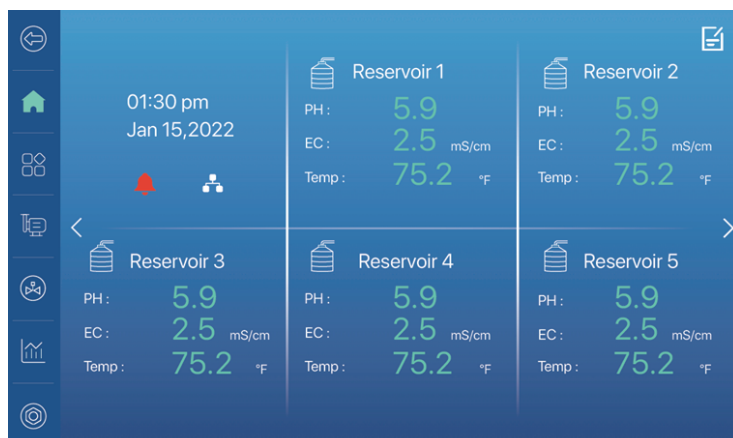 01:30 pm
Jan 15,2022
Reservoir 1
PH : 5.9
EC : 2.5 mS/cm
Temp : 75.2 °F
Reservoir 2
PH : 5.9
EC : 2.5 mS/cm
Temp : 75.2 °F
Reservoir 3
PH : 5.9
EC : 2.5 mS/cm
Temp : 75.2 °F
Reservoir 4
PH : 5.9
EC : 2.5 mS/cm
Temp : 75.2 °F
Reservoir 5
PH : 5.9
EC : 2.5 mS/cm
Temp : 75.2 °F